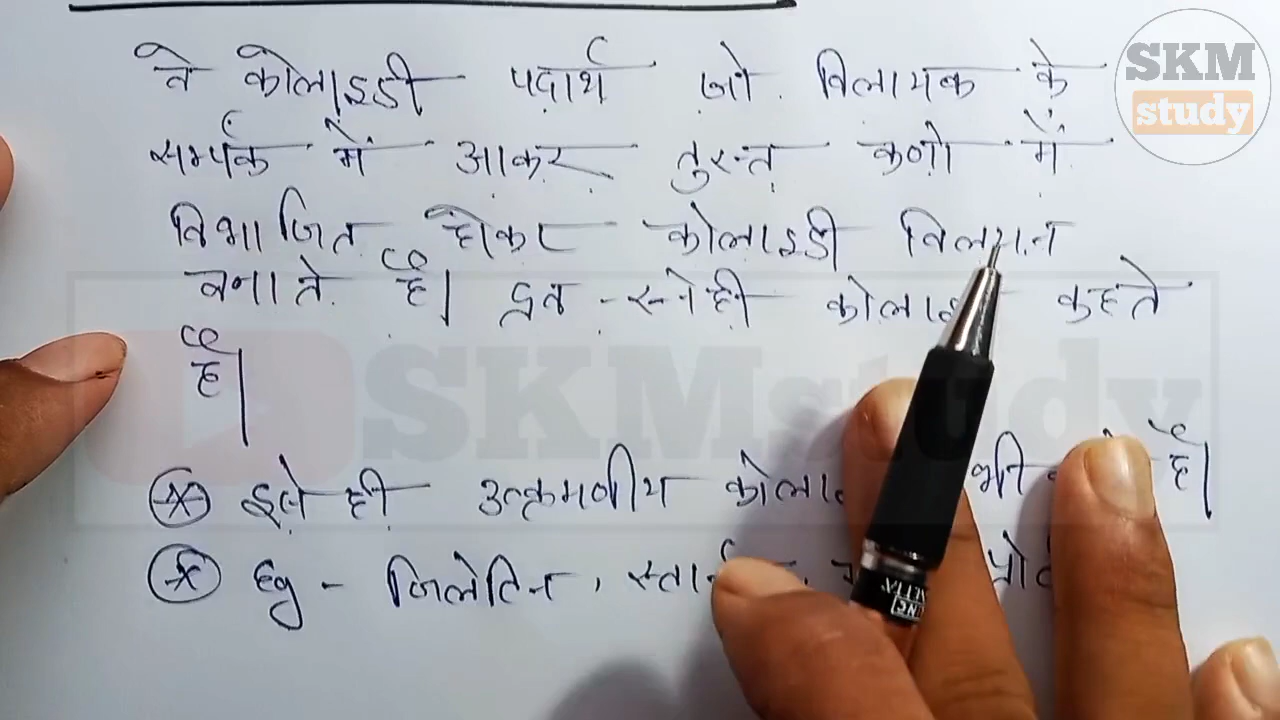 वे कोलाइडी पदार्थ जो विलायक के
सम्पर्क में आकर तुरन्त कणो में
विभाजित होकर कोलाइडी विलयन
बनाते है। द्रव-स्नेही कहते
है।
इसे ही उत्क्रमणीय भी है।
Eg - जिलेटिन,
SKM
study
SKMstudy